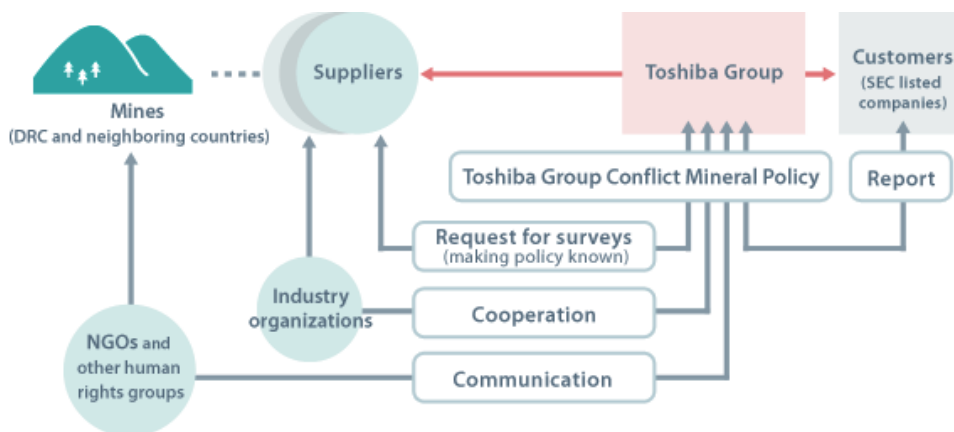 Suppliers
Toshiba Group
Customers
(SEC listed
companies)
Mines
(DRC and neighboring countries)
Toshiba Group Conflict Mineral Policy
Report
Request for surveys
(making policy known)
Industry
organizations
Cooperation
NGOs and
other human
rights groups
Communication